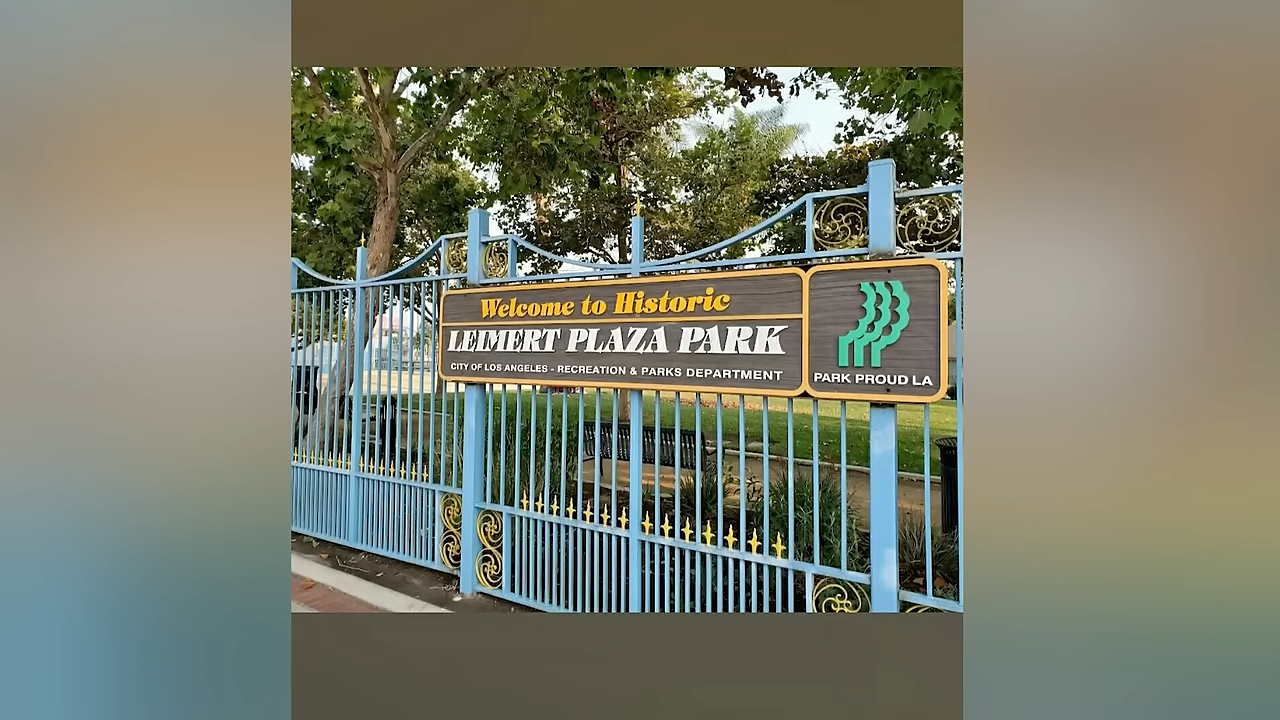 Welcome to Historic
LEIMERT PLAZA PARK
CITY OF LOS ANGELES - RECREATION & PARKS DEPARTMENT
PARK PROUD LA